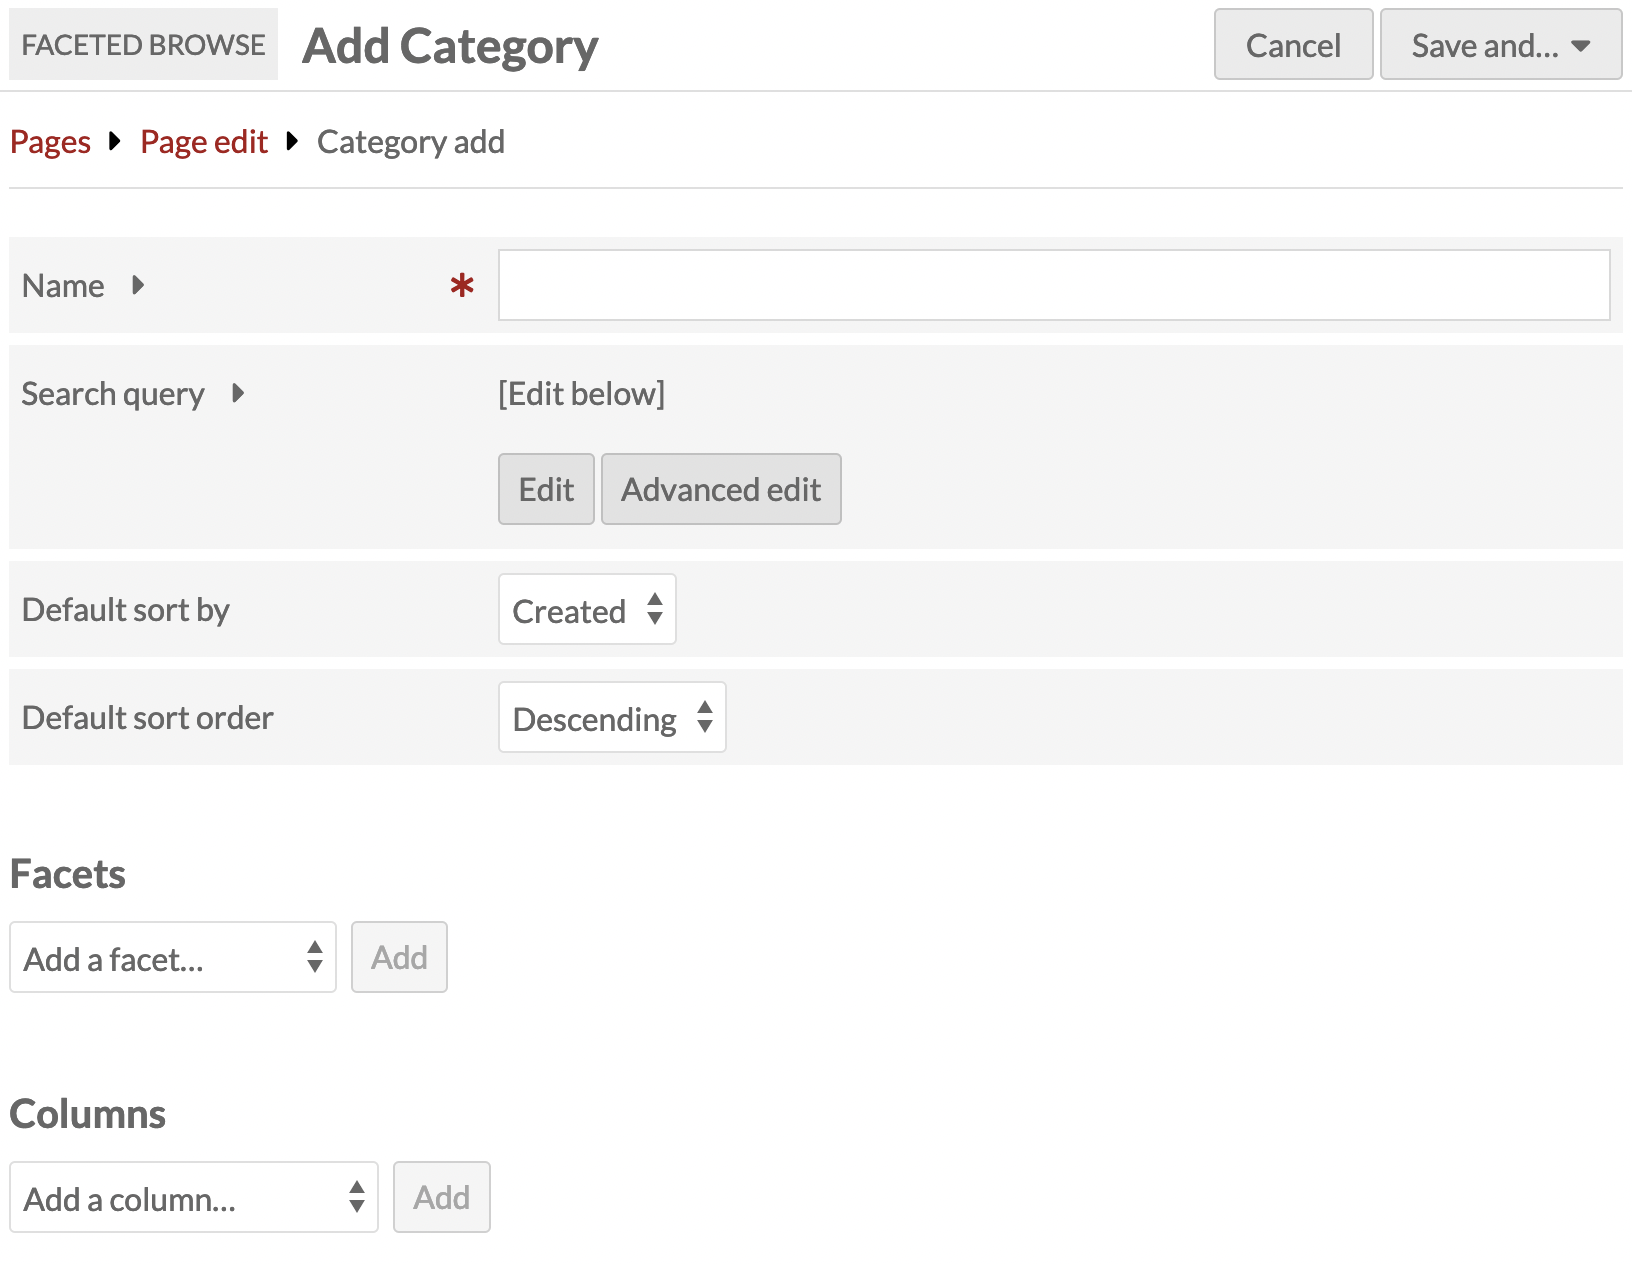 FACETED BROWSE Add Category Cancel Save and...
Pages Page edit Category add
Name *
Search query [Edit below]
Edit Advanced edit
Default sort by Created
Default sort order Descending
Facets
Add a facet... Add
Columns
Add a column... Add